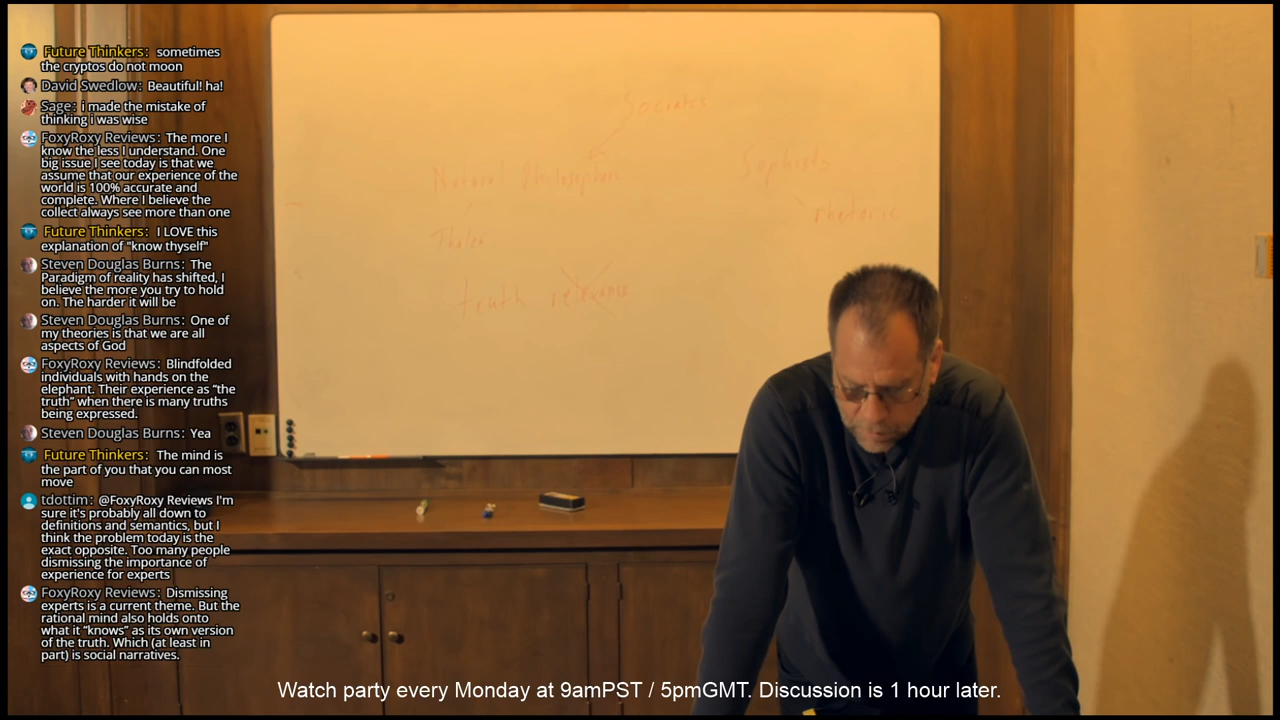 Future Thinkers: sometimes
the cryptos do not moon
David Swedlow: Beautiful! ha!
Sage: i made the mistake of
thinking i was wise
FoxyRoxy Reviews: The more I
know the less I understand. One
big issue I see today is that we
assume that our experience of the
world is 100% accurate and
complete. Where I believe the
collect always see more than one
Future Thinkers: I LOVE this
explanation of "know thyself"
Steven Douglas Burns: The
Paradigm of reality has shifted, I
believe the more you try to hold
on. The harder it will be
Steven Douglas Burns: One of
my theories is that we are all
aspects of God
FoxyRoxy Reviews: Blindfolded
individuals with hands on the
elephant. Their experience as “the
truth” when there is many truths
being expressed.
Steven Douglas Burns: Yea
Future Thinkers: The mind is
the part of you that you can most
move
tdottim: @FoxyRoxy Reviews I'm
sure it's probably all down to
definitions and semantics, but I
think the problem today is the
exact opposite. Too many people
dismissing the importance of
experience for experts
FoxyRoxy Reviews: Dismissing
experts is a current theme. But the
rational mind also holds onto
what it “knows” as its own version
of the truth. Which (at least in
part) is social narratives.
Socrates
Natural Philosophers
Sophists
rhetoric
Thales
truth relevance
Watch party every Monday at 9amPST / 5pmGMT. Discussion is 1 hour later.